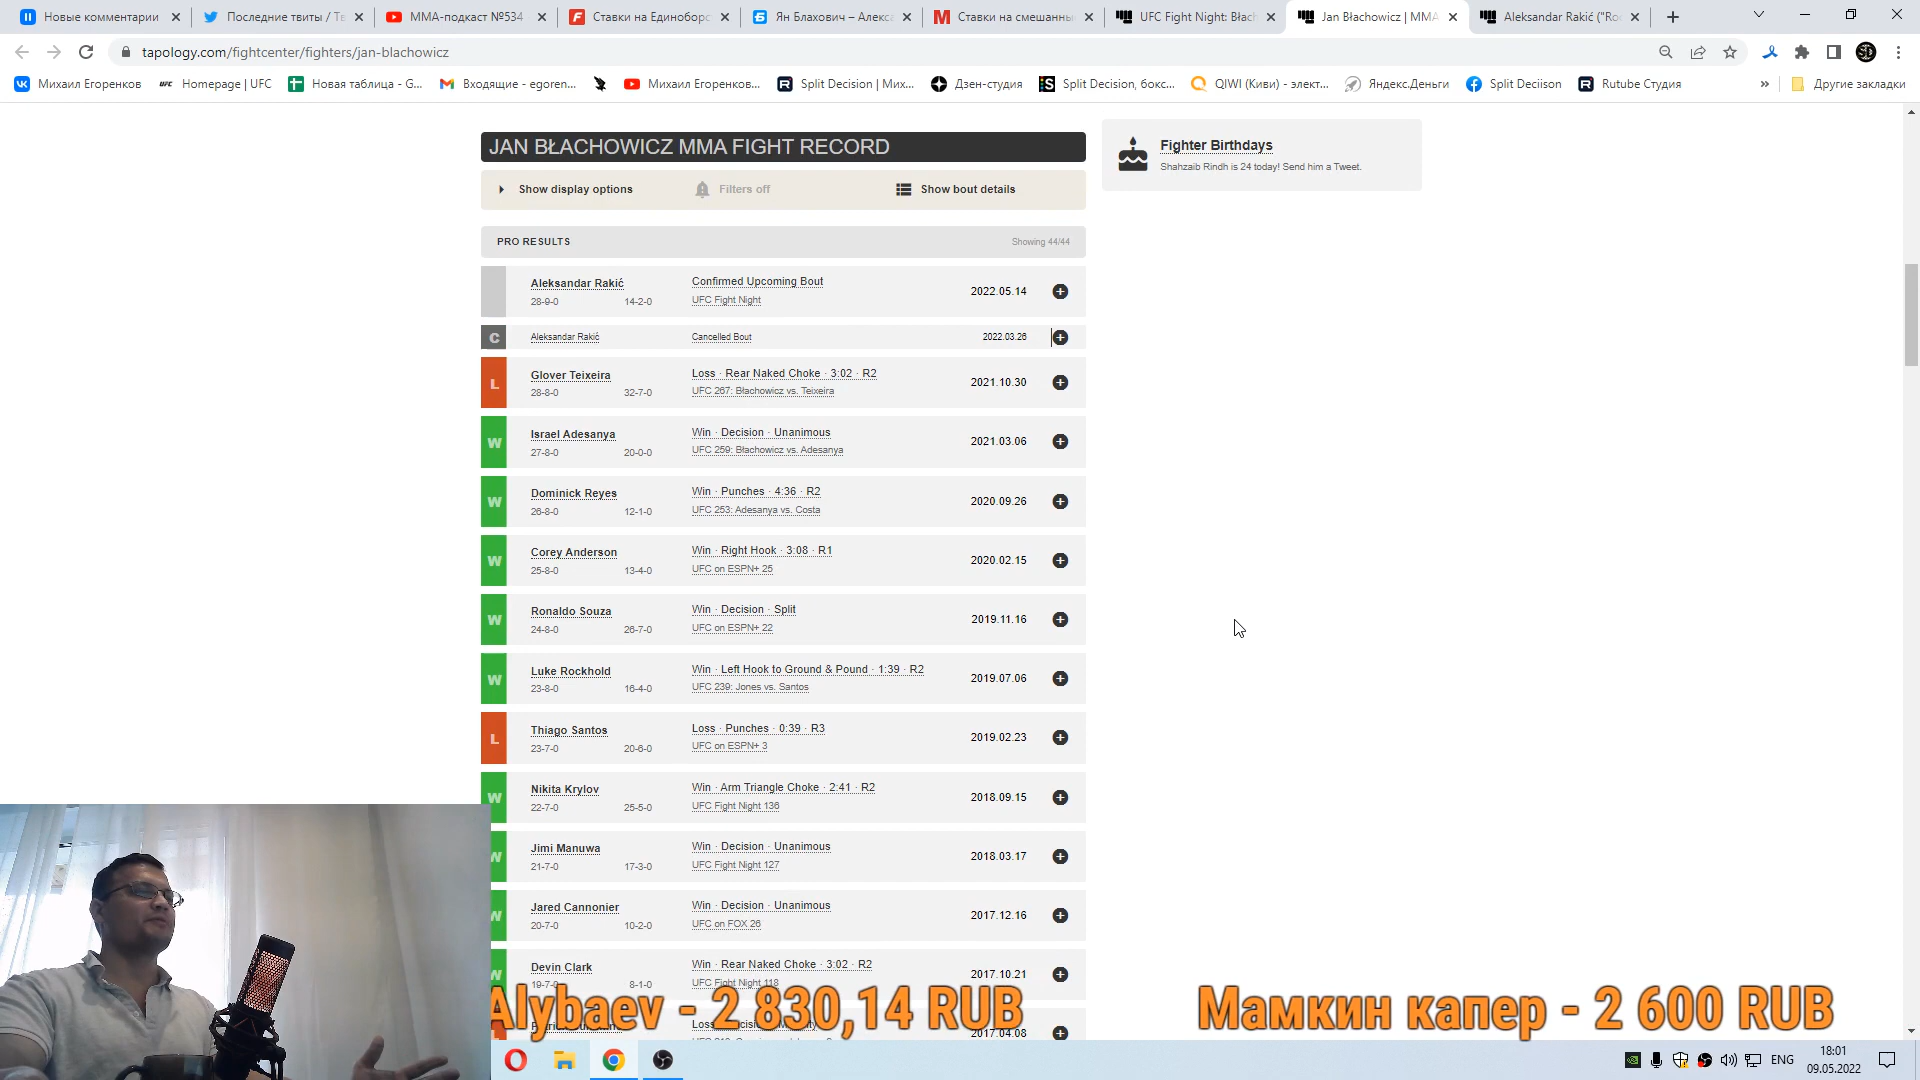 Новые комментарии
Последние твиты / Тв
MMA-подкаст №534
Ставки на Единоборс
Ян Блахович – Алекса
Ставки на смешанны
UFC Fight Night: Błach
Jan Błachowicz | MMA
Aleksandar Rakić ("Roc
tapology.com/fightcenter/fighters/jan-blachowicz
Михаил Егоренков
Homepage | UFC
Новая таблица - G...
Входящие - egoren...
Михаил Егоренков...
Split Decision | Мих...
Дзен-студия
Split Decision, бокс...
QIWI (Киви) - элект...
Яндекс.Деньги
Split Deciison
Rutube Студия
»
Другие закладки
JAN BŁACHOWICZ MMA FIGHT RECORD
Show display options
Filters off
Show bout details
Fighter Birthdays
Shahzaib Rindh is 24 today! Send him a Tweet.
PRO RESULTS
Showing 44/44
Aleksandar Rakić
Confirmed Upcoming Bout
2022.05.14
28-9-0
14-2-0
UFC Fight Night
C
Aleksandar Rakić
Cancelled Bout
2022.03.26
L
Glover Teixeira
Loss · Rear Naked Choke · 3:02 · R2
2021.10.30
28-8-0
32-7-0
UFC 267: Błachowicz vs. Teixeira
W
Israel Adesanya
Win · Decision · Unanimous
2021.03.06
27-8-0
20-0-0
UFC 259: Błachowicz vs. Adesanya
W
Dominick Reyes
Win · Punches · 4:36 · R2
2020.09.26
26-8-0
12-1-0
UFC 253: Adesanya vs. Costa
W
Corey Anderson
Win · Right Hook · 3:08 · R1
2020.02.15
25-8-0
13-4-0
UFC on ESPN+ 25
W
Ronaldo Souza
Win · Decision · Split
2019.11.16
24-8-0
26-7-0
UFC on ESPN+ 22
W
Luke Rockhold
Win · Left Hook to Ground & Pound · 1:39 · R2
2019.07.06
23-8-0
16-4-0
UFC 239: Jones vs. Santos
L
Thiago Santos
Loss · Punches · 0:39 · R3
2019.02.23
23-7-0
20-6-0
UFC on ESPN+ 3
W
Nikita Krylov
Win · Arm Triangle Choke · 2:41 · R2
2018.09.15
22-7-0
25-5-0
UFC Fight Night 136
W
Jimi Manuwa
Win · Decision · Unanimous
2018.03.17
21-7-0
17-3-0
UFC Fight Night 127
W
Jared Cannonier
Win · Decision · Unanimous
2017.12.16
20-7-0
10-2-0
UFC on FOX 26
W
Devin Clark
Win · Rear Naked Choke · 3:02 · R2
2017.10.21
19-7-0
8-1-0
UFC Fight Night 118
2017.04.08
Alybaev - 2 830,14 RUB
Мамкин капер - 2 600 RUB
ENG
18:01
09.05.2022